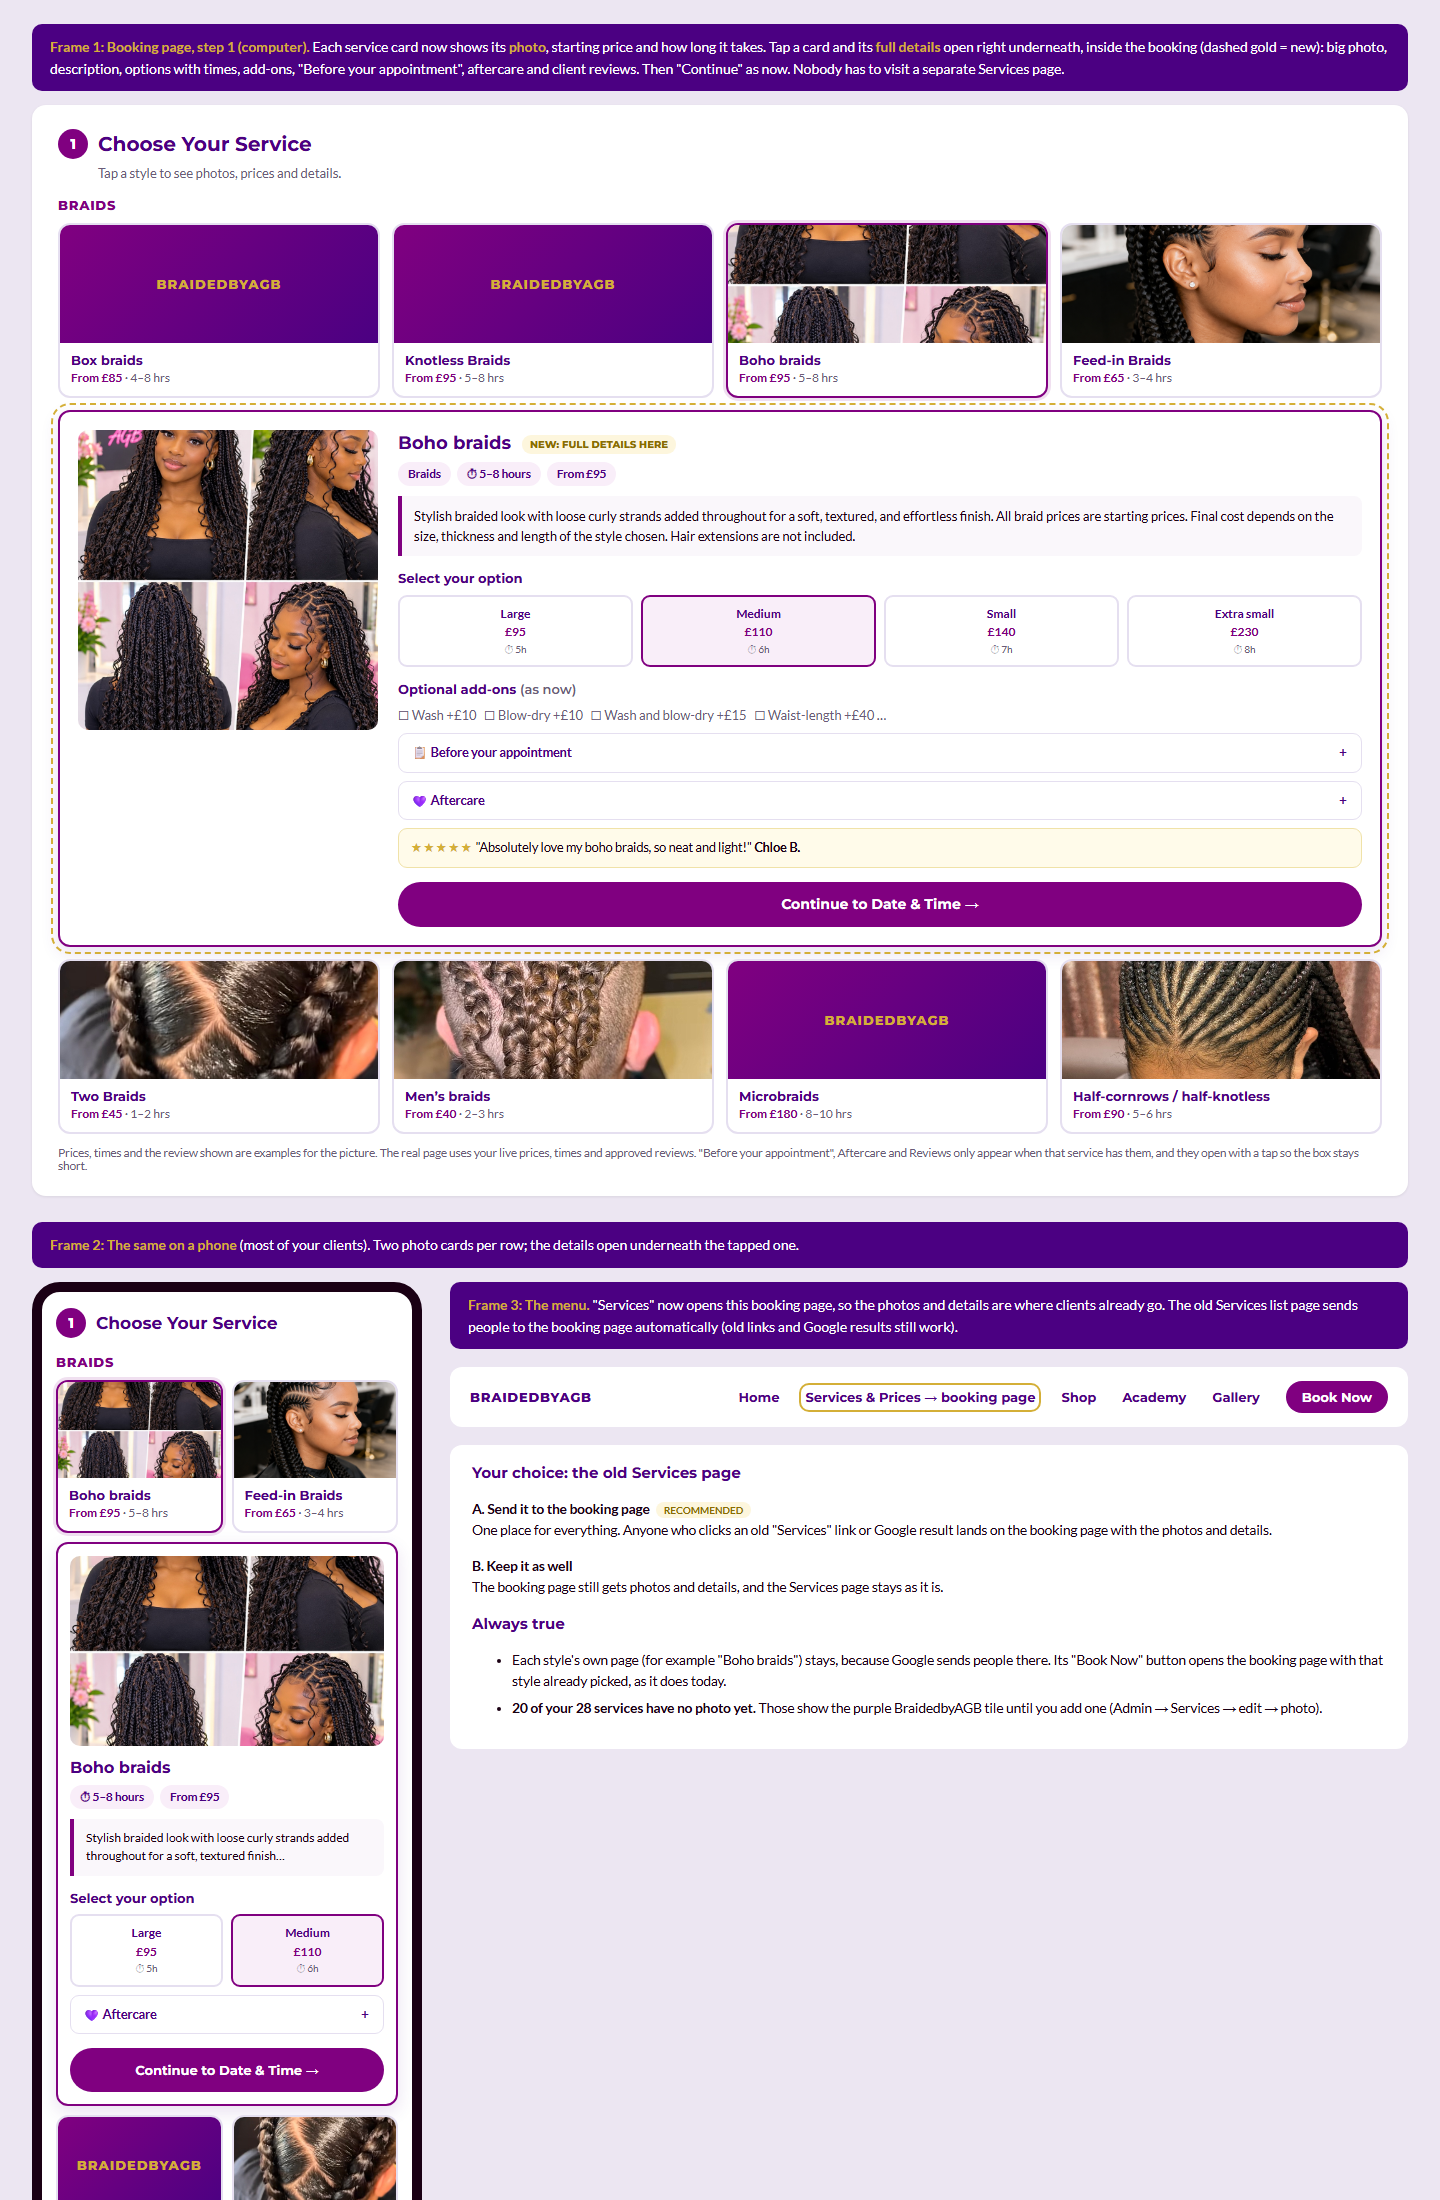 Frame 1: Booking page, step 1 (computer). Each service card now shows its photo, starting price and how long it takes. Tap a card and its full details open right underneath, inside the booking (dashed gold = new): big photo,
description, options with times, add-ons, "Before your appointment", aftercare and client reviews. Then "Continue" as now. Nobody has to visit a separate Services page.
1 Choose Your Service
Tap a style to see photos, prices and details.
BRAIDS
BRAIDEDBYAGB
Box braids
From £85 · 4–8 hrs
BRAIDEDBYAGB
Knotless Braids
From £95 · 5–8 hrs
Boho braids
From £95 · 5–8 hrs
Feed-in Braids
From £65 · 3–4 hrs
AGB
Boho braids NEW: FULL DETAILS HERE
Braids ⏱ 5–8 hours From £95
Stylish braided look with loose curly strands added throughout for a soft, textured, and effortless finish. All braid prices are starting prices. Final cost depends on the
size, thickness and length of the style chosen. Hair extensions are not included.
Select your option
Large
£95
⏱ 5h
Medium
£110
⏱ 6h
Small
£140
⏱ 7h
Extra small
£230
⏱ 8h
Optional add-ons (as now)
☐ Wash +£10 ☐ Blow-dry +£10 ☐ Wash and blow-dry +£15 ☐ Waist-length +£40 ...
📋 Before your appointment +
💜 Aftercare +
★★★★★ "Absolutely love my boho braids, so neat and light!" Chloe B.
Continue to Date & Time →
Two Braids
From £45 · 1–2 hrs
Men's braids
From £40 · 2–3 hrs
BRAIDEDBYAGB
Microbraids
From £180 · 8–10 hrs
Half-cornrows / half-knotless
From £90 · 5–6 hrs
Prices, times and the review shown are examples for the picture. The real page uses your live prices, times and approved reviews. "Before your appointment", Aftercare and Reviews only appear when that service has them, and they open with a tap so the box stays
short.
Frame 2: The same on a phone (most of your clients). Two photo cards per row; the details open underneath the tapped one.
1 Choose Your Service
BRAIDS
Boho braids
From £95 · 5–8 hrs
Feed-in Braids
From £65 · 3–4 hrs
Boho braids
⏱ 5–8 hours From £95
Stylish braided look with loose curly strands added
throughout for a soft, textured finish...
Select your option
Large
£95
⏱ 5h
Medium
£110
⏱ 6h
💜 Aftercare +
Continue to Date & Time →
BRAIDEDBYAGB
Frame 3: The menu. "Services" now opens this booking page, so the photos and details are where clients already go. The old Services list page sends
people to the booking page automatically (old links and Google results still work).
BRAIDEDBYAGB Home Services & Prices → booking page Shop Academy Gallery Book Now
Your choice: the old Services page
A. Send it to the booking page RECOMMENDED
One place for everything. Anyone who clicks an old "Services" link or Google result lands on the booking page with the photos and details.
B. Keep it as well
The booking page still gets photos and details, and the Services page stays as it is.
Always true
• Each style's own page (for example "Boho braids") stays, because Google sends people there. Its "Book Now" button opens the booking page with that
style already picked, as it does today.
• 20 of your 28 services have no photo yet. Those show the purple BraidedbyAGB tile until you add one (Admin → Services → edit → photo).